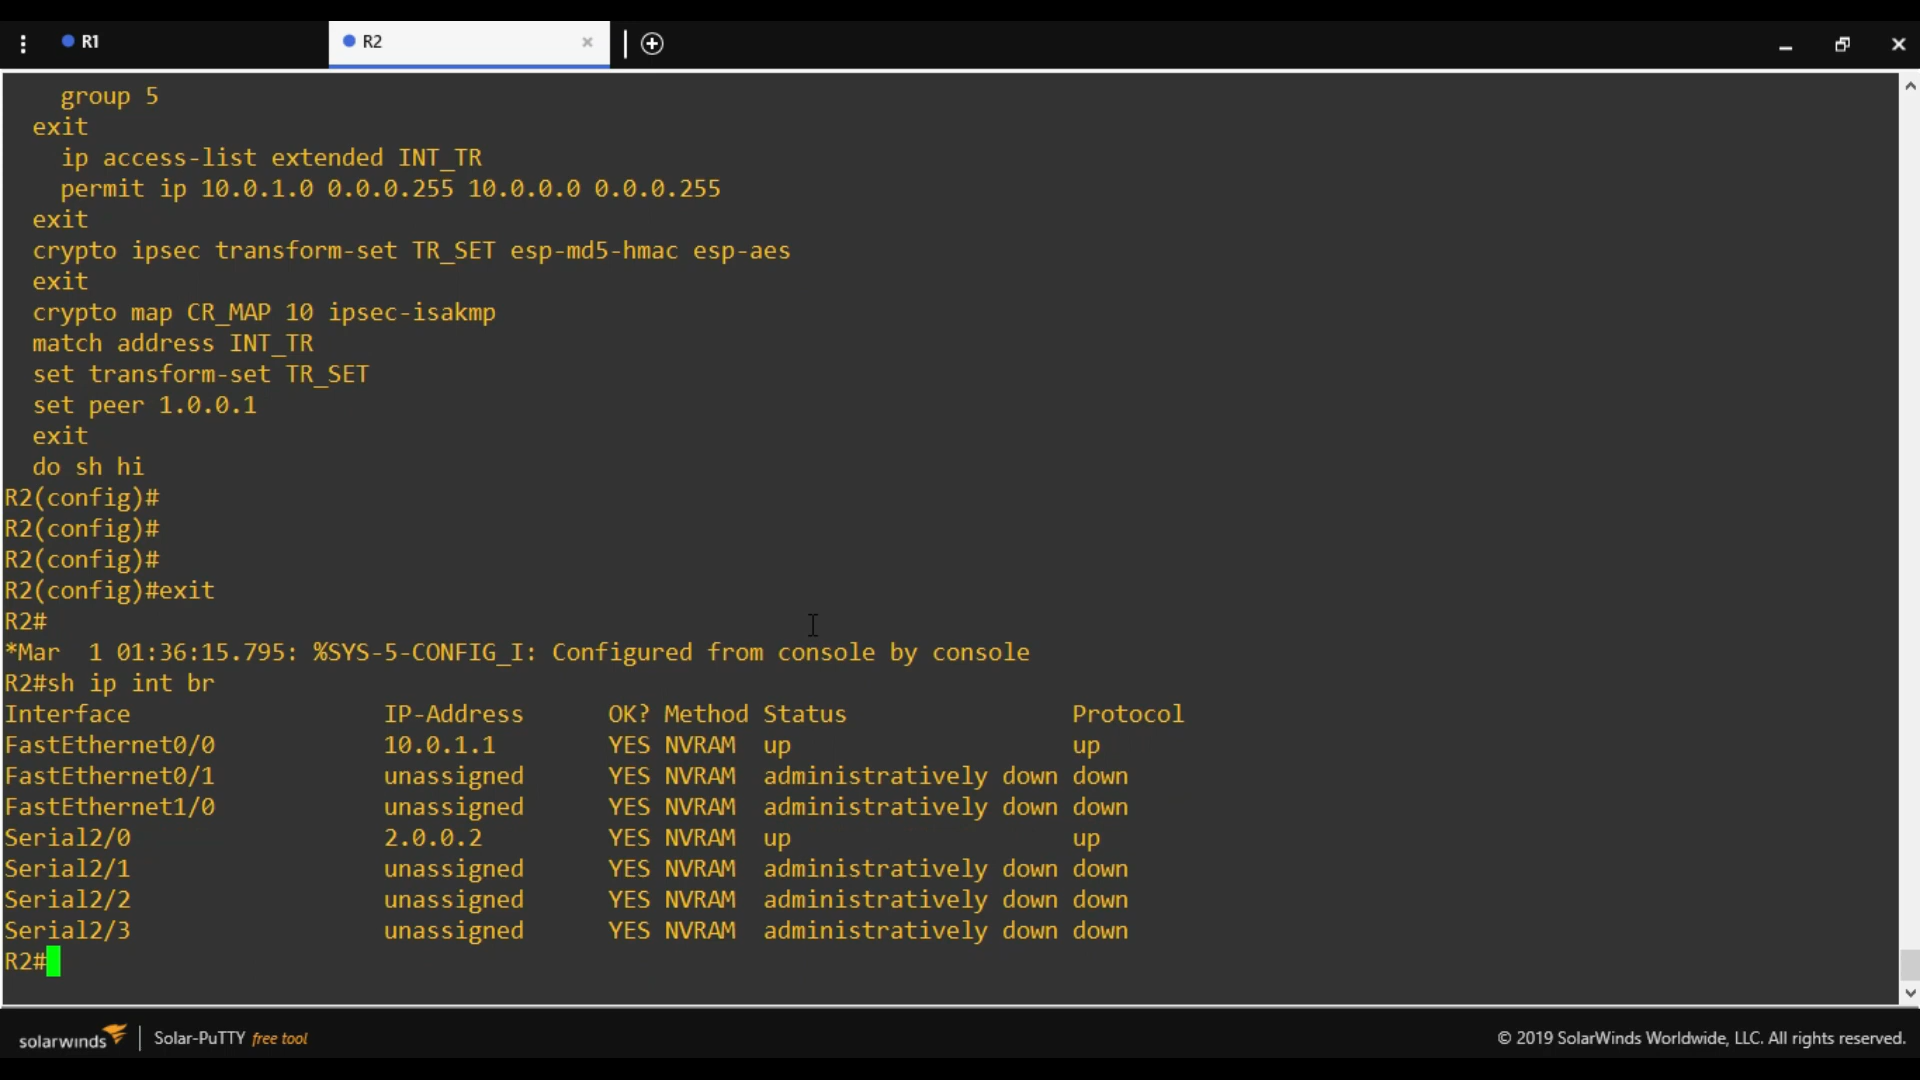 R1
R2
group 5
exit
ip access-list extended INT_TR
permit ip 10.0.1.0 0.0.0.255 10.0.0.0 0.0.0.255
exit
crypto ipsec transform-set TR_SET esp-md5-hmac esp-aes
exit
crypto map CR_MAP 10 ipsec-isakmp
match address INT_TR
set transform-set TR_SET
set peer 1.0.0.1
exit
do sh hi
R2(config)#
R2(config)#
R2(config)#
R2(config)#exit
R2#
*Mar  1 01:36:15.795: %SYS-5-CONFIG_I: Configured from console by console
R2#sh ip int br
Interface                  IP-Address      OK? Method Status                Protocol
FastEthernet0/0            10.0.1.1        YES NVRAM  up                    up
FastEthernet0/1            unassigned      YES NVRAM  administratively down down
FastEthernet1/0            unassigned      YES NVRAM  administratively down down
Serial2/0                  2.0.0.2         YES NVRAM  up                    up
Serial2/1                  unassigned      YES NVRAM  administratively down down
Serial2/2                  unassigned      YES NVRAM  administratively down down
Serial2/3                  unassigned      YES NVRAM  administratively down down
R2#
solarwinds
Solar-PuTTY free tool
© 2019 SolarWinds Worldwide, LLC. All rights reserved.